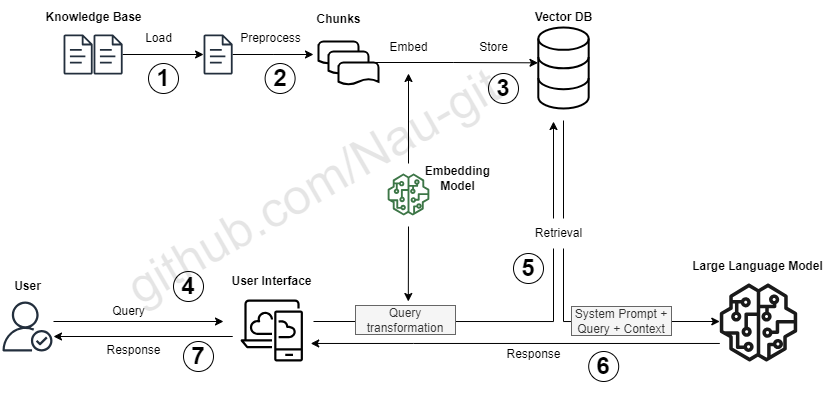 Knowledge Base
Load
Preprocess
Chunks
Embed
Store
Vector DB
1
2
3
github.com/Nau-git
Embedding
Model
Retrieval
5
User
Query
4
User Interface
Query
transformation
System Prompt +
Query + Context
Large Language Model
Response
7
Response
6